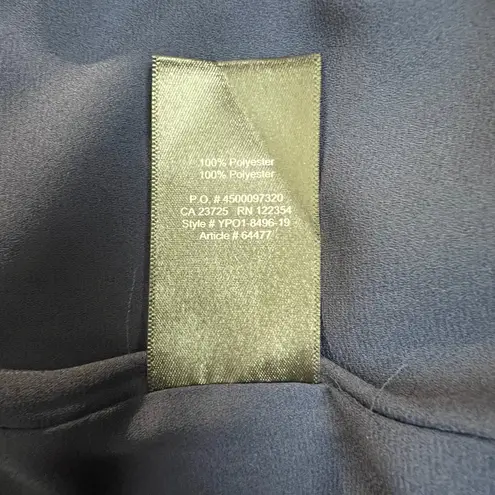 100% Polyester
100% Polyester
P.O. # 4500097320
CA 23725 RN 122354
Style # YPO1-8496-19
Article # 64477